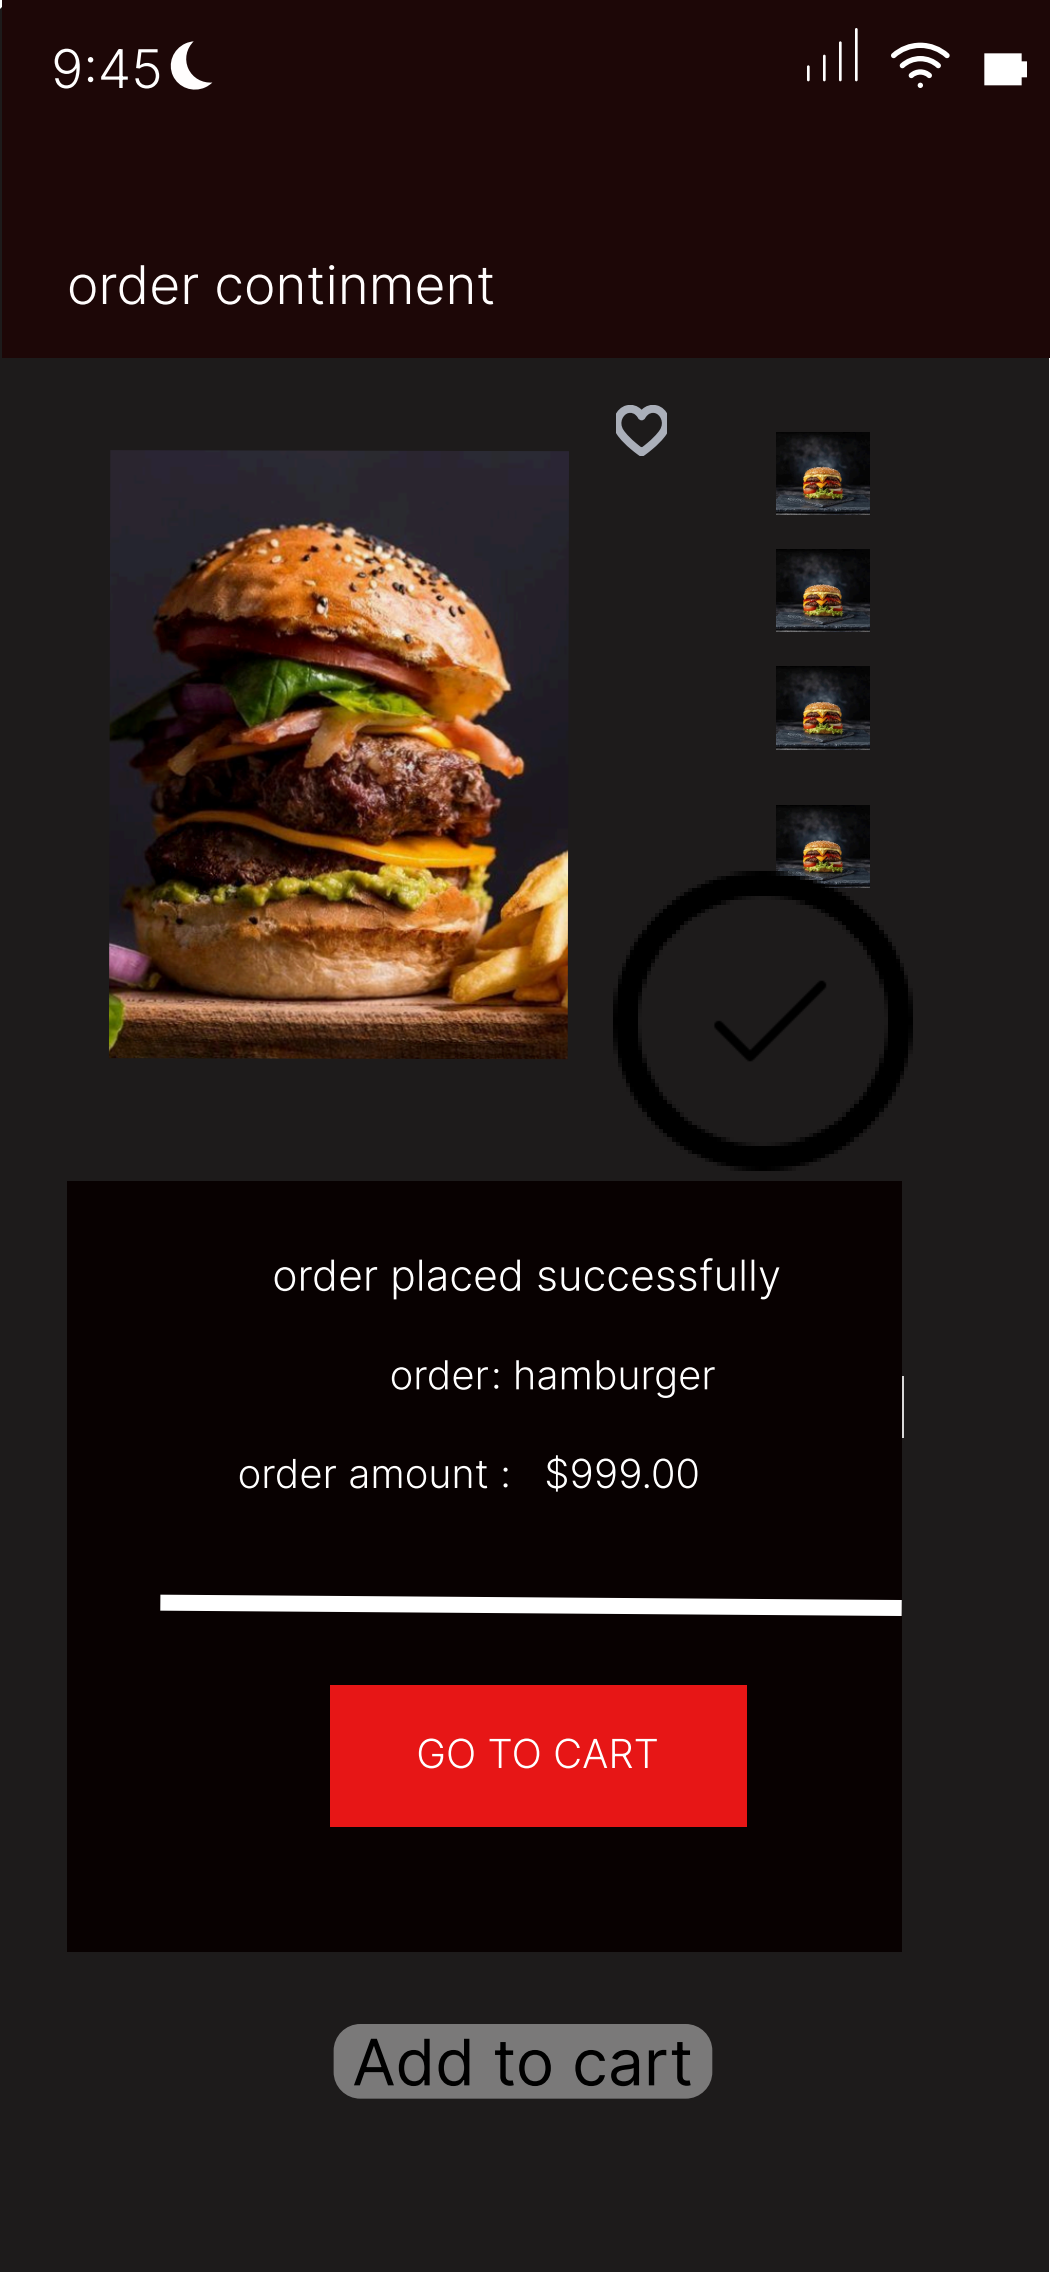 9:45
order continment
order placed successfully
order: hamburger
order amount : $999.00
GO TO CART
Add to cart